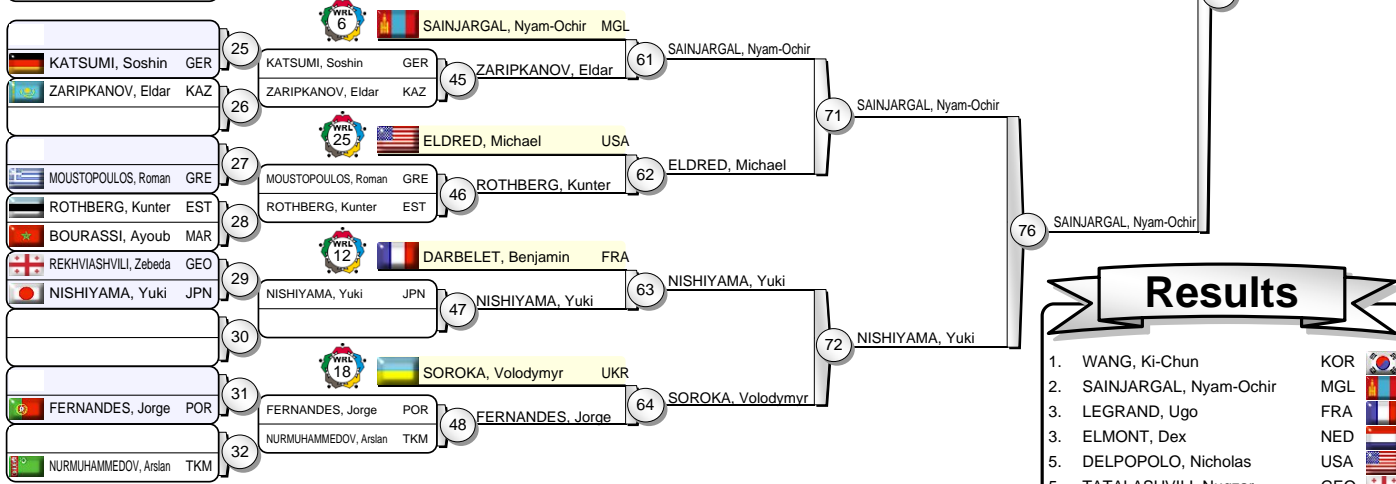 WRL
6
SAINJARGAL, Nyam-Ochir MGL
25
KATSUMI, Soshin GER
KATSUMI, Soshin GER
SAINJARGAL, Nyam-Ochir
61
ZARIPKANOV, Eldar
45
ZARIPKANOV, Eldar KAZ
ZARIPKANOV, Eldar KAZ
26
SAINJARGAL, Nyam-Ochir
71
WRL
25
ELDRED, Michael USA
27
MOUSTOPOULOS, Roman GRE
MOUSTOPOULOS, Roman GRE
ELDRED, Michael
62
ROTHBERG, Kunter
46
ROTHBERG, Kunter EST
ROTHBERG, Kunter EST
28
BOURASSI, Ayoub MAR
SAINJARGAL, Nyam-Ochir
76
WRL
12
DARBELET, Benjamin FRA
REKHVIASHVILI, Zebeda GEO
29
NISHIYAMA, Yuki JPN
NISHIYAMA, Yuki JPN
NISHIYAMA, Yuki
63
NISHIYAMA, Yuki
47
30
NISHIYAMA, Yuki
72
WRL
18
SOROKA, Volodymyr UKR
31
FERNANDES, Jorge POR
FERNANDES, Jorge POR
SOROKA, Volodymyr
64
FERNANDES, Jorge
48
NURMUHAMMEDOV, Arslan TKM
32
NURMUHAMMEDOV, Arslan TKM
Results
1. WANG, Ki-Chun KOR
2. SAINJARGAL, Nyam-Ochir MGL
3. LEGRAND, Ugo FRA
3. ELMONT, Dex NED
5. DELPOPOLO, Nicholas USA